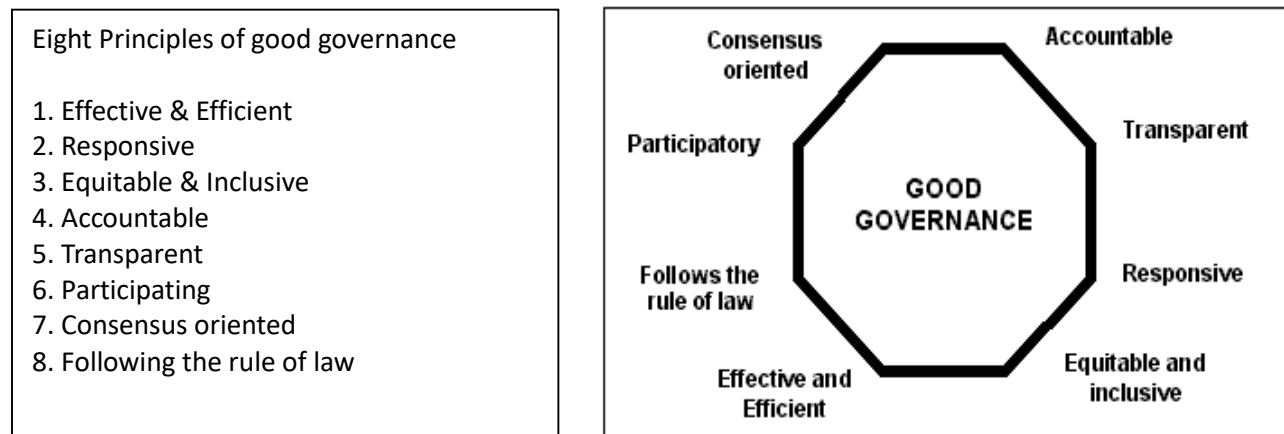 Eight Principles of good governance
1. Effective & Efficient
2. Responsive
3. Equitable & Inclusive
4. Accountable
5. Transparent
6. Participating
7. Consensus oriented
8. Following the rule of law
Consensus
oriented
Accountable
Participatory
Transparent
GOOD
GOVERNANCE
Follows the
rule of law
Responsive
Effective and
Efficient
Equitable and
inclusive